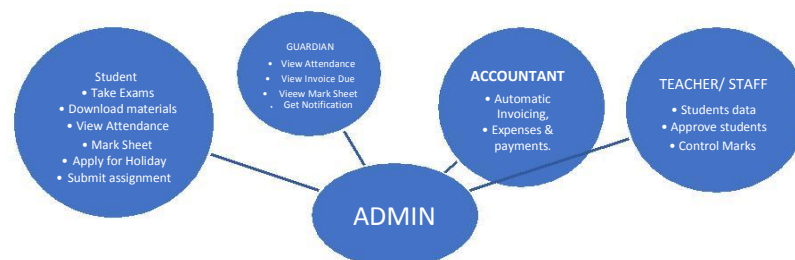 Student
• Take Exams
• Download materials
• View Attendance
• Mark Sheet
• Apply for Holiday
• Submit assignment
GUARDIAN
• View Attendance
• View Invoice Due
• Vieew Mark Sheet
. Get Notification
ACCOUNTANT
• Automatic
Invoicing,
• Expenses &
payments.
TEACHER/ STAFF
• Students data
• Approve students
• Control Marks
ADMIN